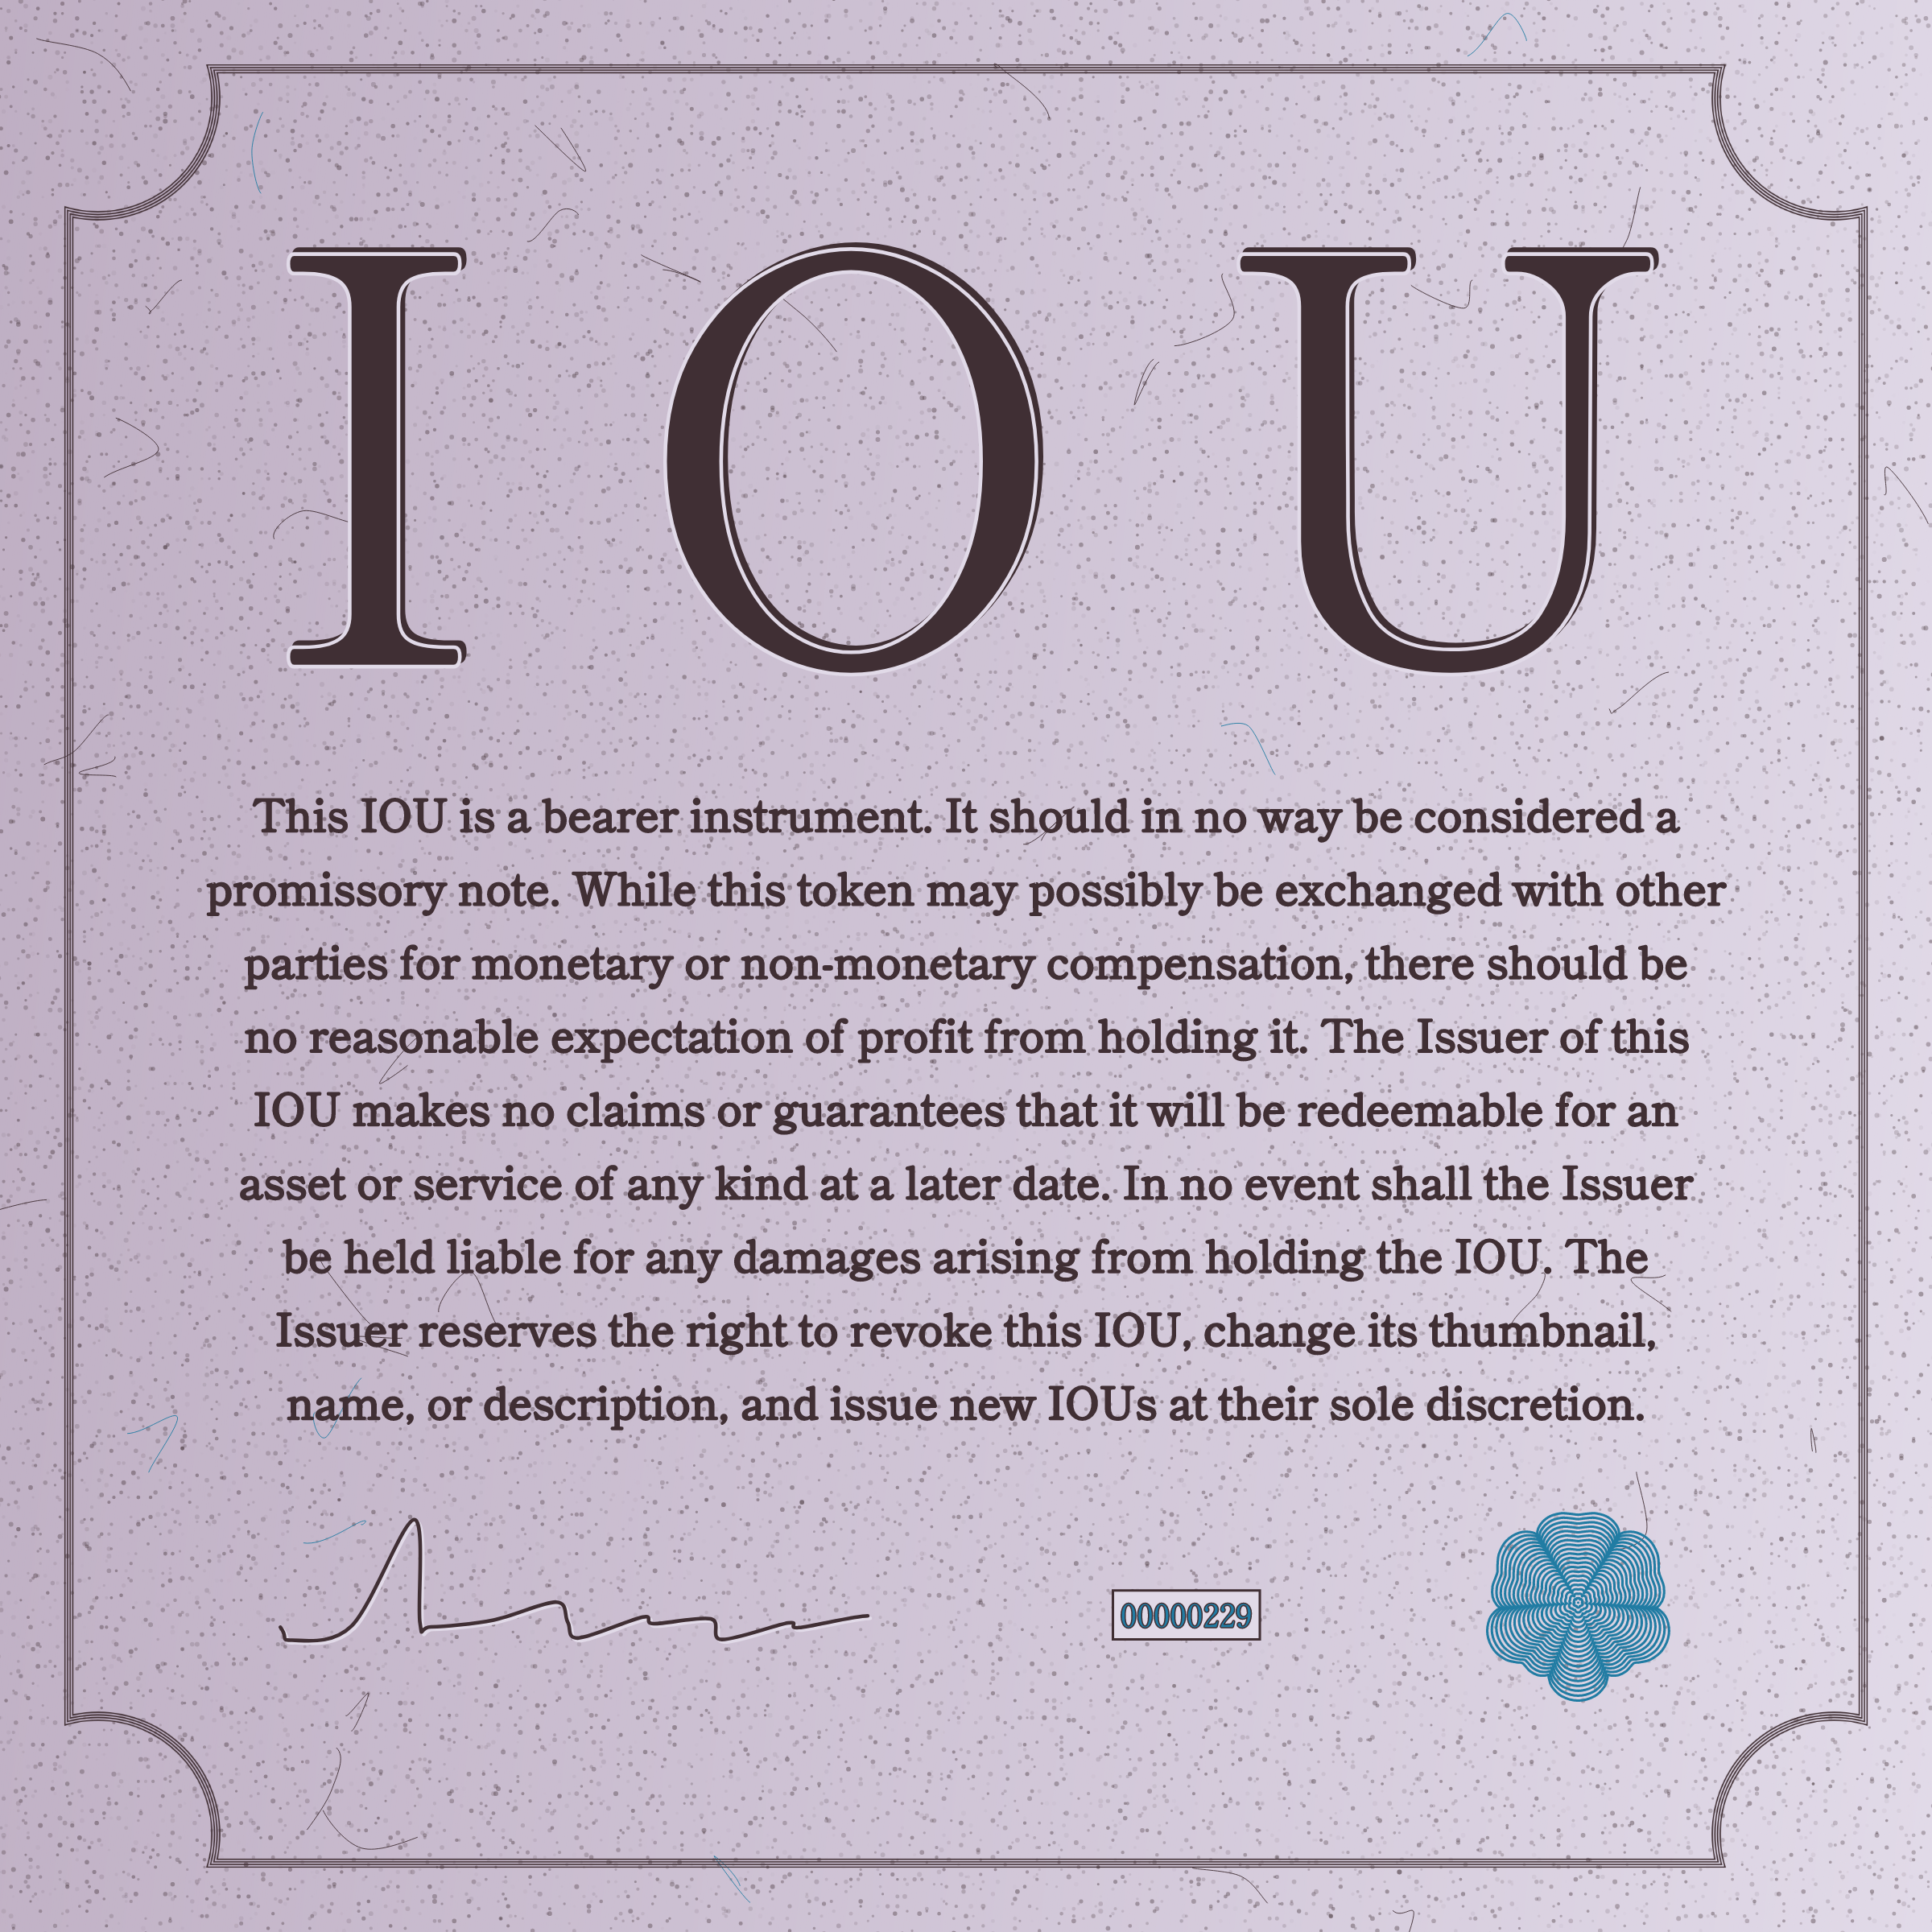 I O U
This IOU is a bearer instrument. It should in no way be considered a
promissory note. While this token may possibly be exchanged with other
parties for monetary or non-monetary compensation, there should be
no reasonable expectation of profit from holding it. The Issuer of this
IOU makes no claims or guarantees that it will be redeemable for an
asset or service of any kind at a later date. In no event shall the Issuer
be held liable for any damages arising from holding the IOU. The
Issuer reserves the right to revoke this IOU, change its thumbnail,
name, or description, and issue new IOUs at their sole discretion.
00000229